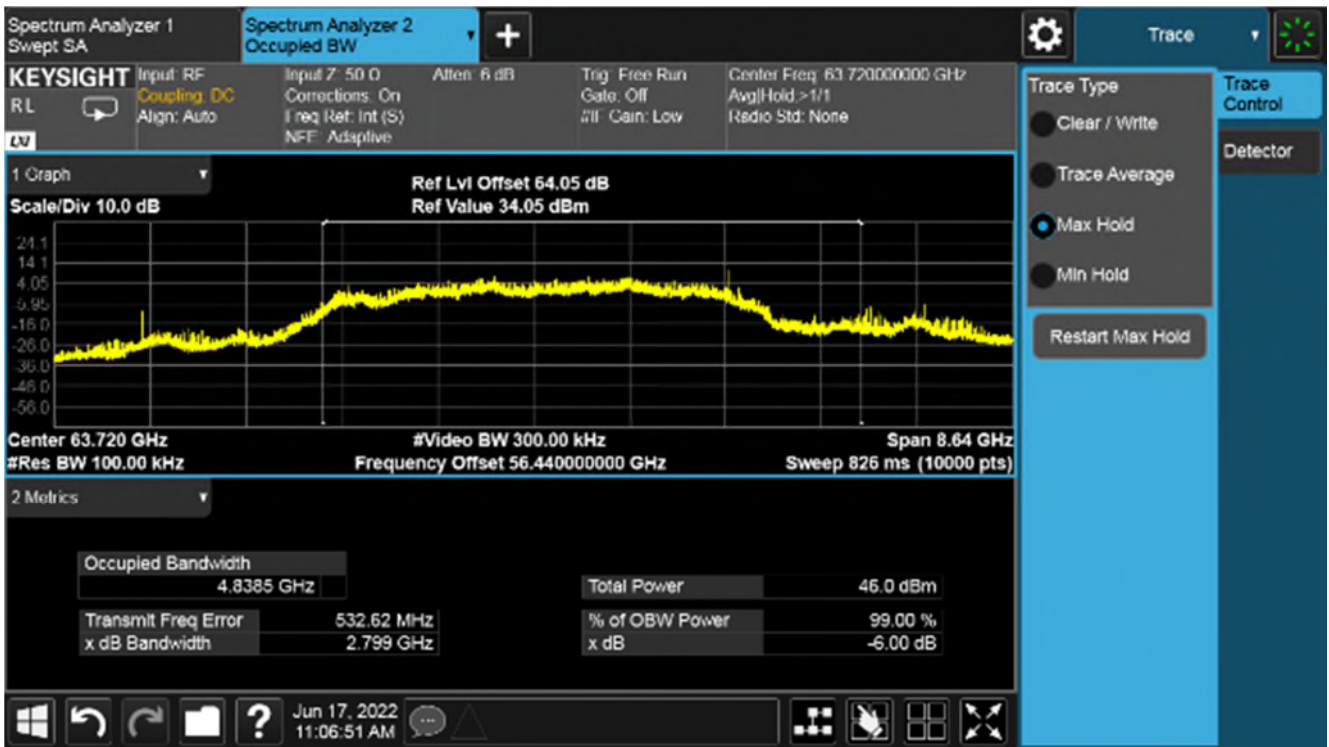 Spectrum Analyzer 1
Swept SA
Spectrum Analyzer 2
Occupied BW
Trace
KEYSIGHT
RL
LXI
Input: RF
Coupling: DC
Align: Auto
Input Z: 50 Ω
Corrections: On
Freq Ref: Int (S)
NFE: Adaptive
Atten: 6 dB
Trig: Free Run
Gate: Off
#IF Gain: Low
Center Freq: 63.720000000 GHz
Avg|Hold:>1/1
Radio Std: None
Trace Type
Clear / Write
Trace Average
Max Hold
Min Hold
Restart Max Hold
Trace
Control
Detector
1 Graph
Scale/Div 10.0 dB
Ref Lvl Offset 64.05 dB
Ref Value 34.05 dBm
24.1
14.1
4.05
-5.95
-16.0
-26.0
-36.0
-46.0
-56.0
Center 63.720 GHz
#Video BW 300.00 kHz
Span 8.64 GHz
#Res BW 100.00 kHz
Frequency Offset 56.440000000 GHz
Sweep 826 ms (10000 pts)
2 Metrics
Occupied Bandwidth
4.8385 GHz
Total Power 46.0 dBm
Transmit Freq Error 532.62 MHz
% of OBW Power 99.00 %
x dB Bandwidth 2.799 GHz
x dB -6.00 dB
?
Jun 17, 2022
11:06:51 AM